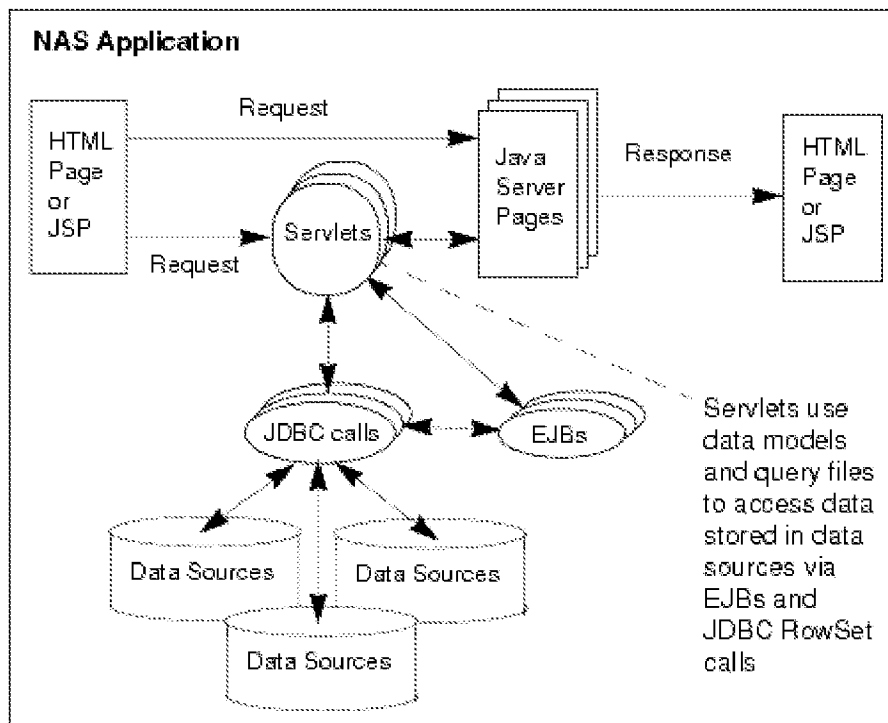 NAS Application
Request
HTML
Page
or
JSP
Java
Server
Pages
Response
HTML
Page
or
JSP
Servlets
Request
JDBC calls
EJBs
Servlets use
data models
and query files
to access data
stored in data
sources via
EJBs and
JDBC RowSet
calls
Data Sources
Data Sources
Data Sources